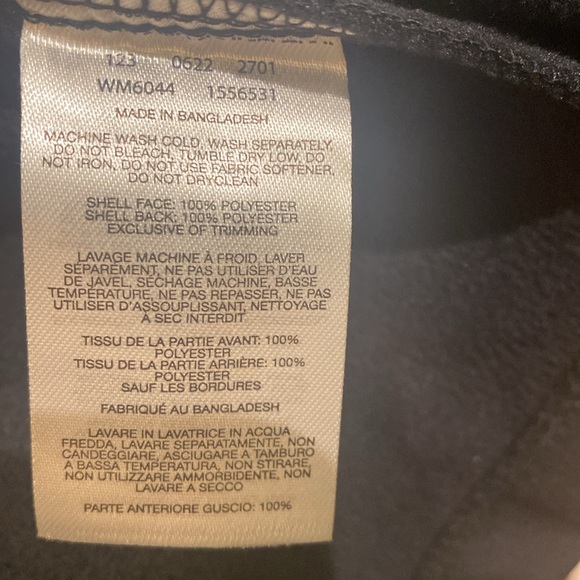 123 0622 2701
WM6044 1556531
MADE IN BANGLADESH
MACHINE WASH COLD, WASH SEPARATELY,
DO NOT BLEACH, TUMBLE DRY LOW, DO
NOT IRON, DO NOT USE FABRIC SOFTENER,
DO NOT DRYCLEAN
SHELL FACE: 100% POLYESTER
SHELL BACK: 100% POLYESTER
EXCLUSIVE OF TRIMMING
LAVAGE MACHINE À FROID, LAVER
SÉPAREMENT, NE PAS UTILISER D'EAU
DE JAVEL, SÉCHAGE MACHINE, BASSE
TEMPÉRATURE, NE PAS REPASSER, NE PAS
UTILISER D'ASSOUPLISSANT, NETTOYAGE
À SEC INTERDIT
TISSU DE LA PARTIE AVANT: 100%
POLYESTER
TISSU DE LA PARTIE ARRIÈRE: 100%
POLYESTER
SAUF LES BORDURES
FABRIQUÉ AU BANGLADESH
LAVARE IN LAVATRICE IN ACQUA
FREDDA, LAVARE SEPARATAMENTE, NON
CANDEGGIARE, ASCIUGARE A TAMBURO
A BASSA TEMPERATURA, NON STIRARE,
NON UTILIZZARE AMMORBIDENTE, NON
LAVARE A SECCO
PARTE ANTERIORE GUSCIO: 100%